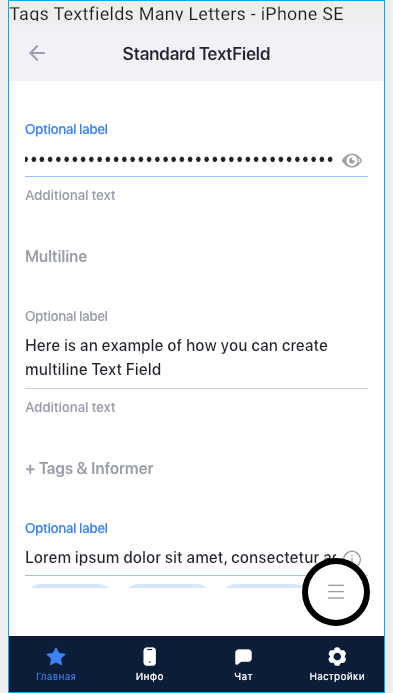 Tags Textfields Many Letters - iPhone SE
Standard TextField
Optional label
Additional text
Multiline
Optional label
Here is an example of how you can create
multiline Text Field
Additional text
+ Tags & Informer
Optional label
Lorem ipsum dolor sit amet, consectetur
Главная Инфо Чат Настройки